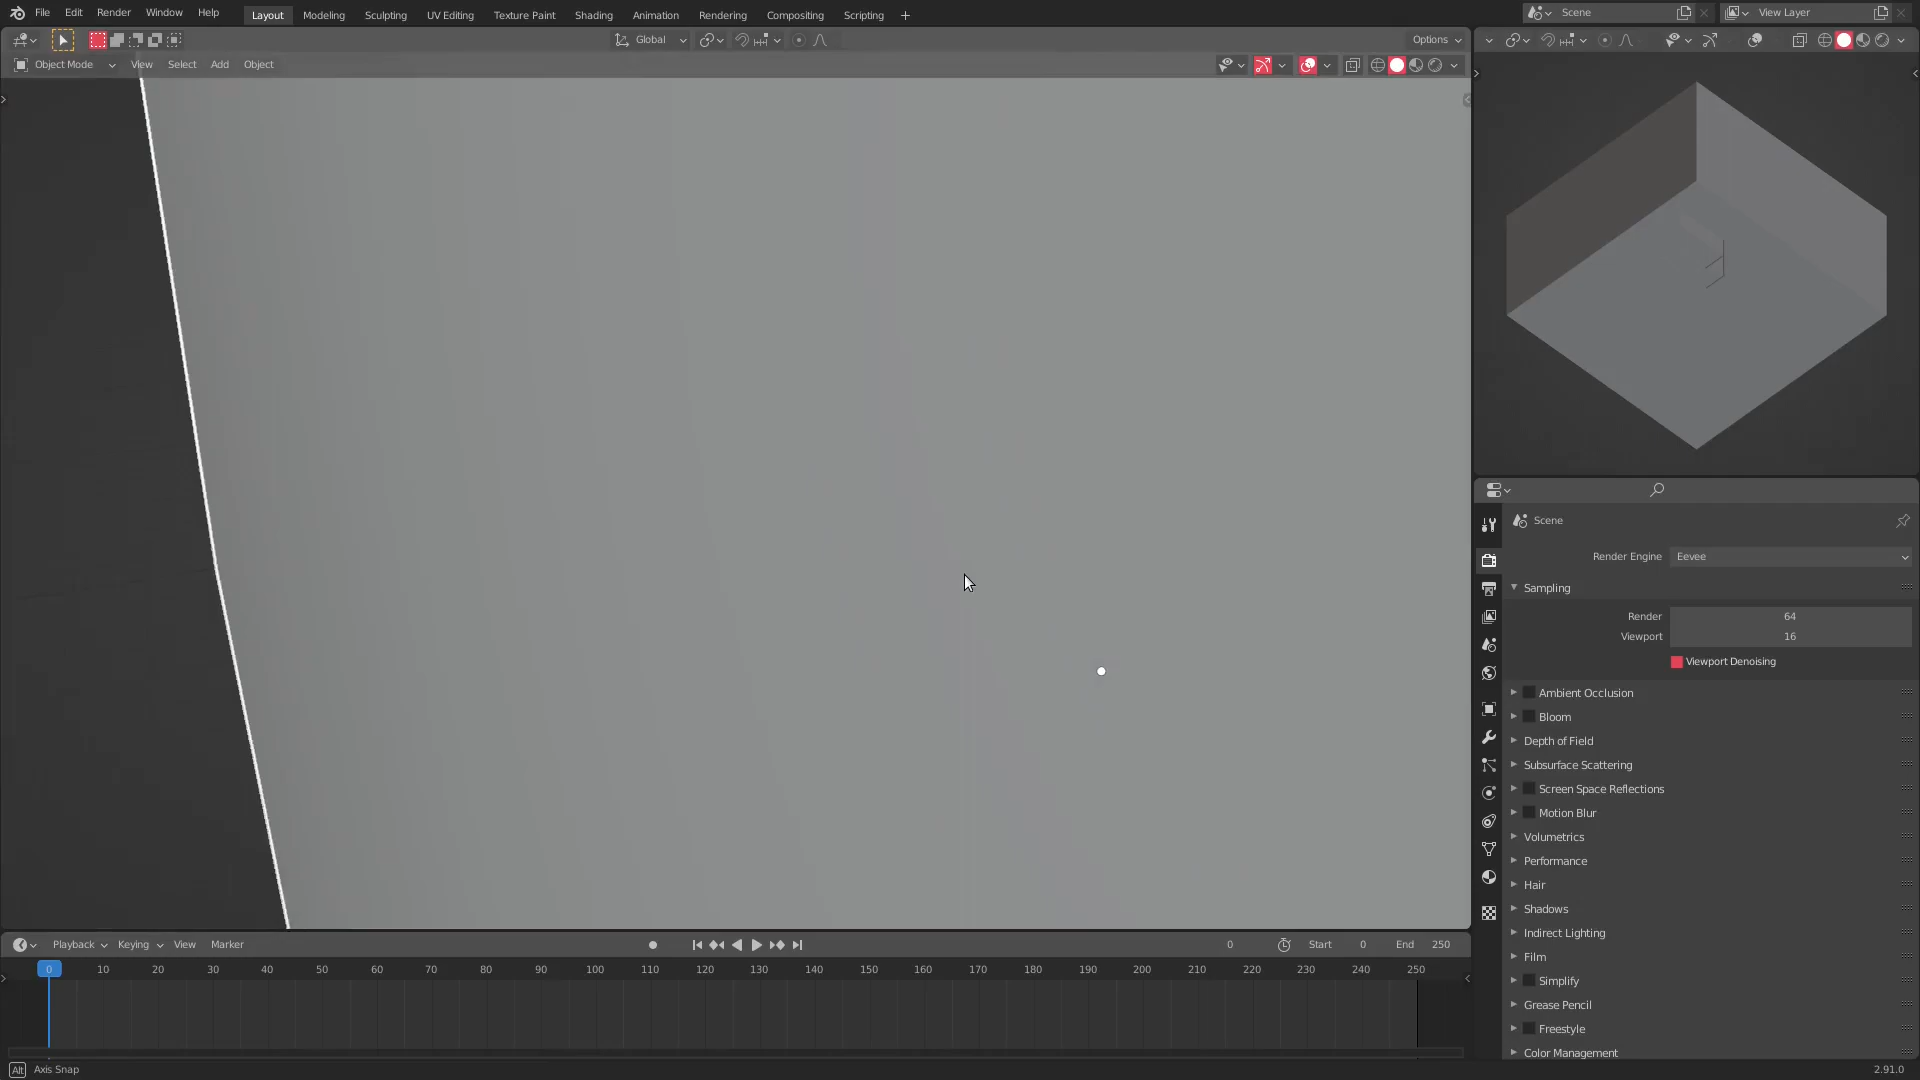 File Edit Render Window Help Layout Modeling Sculpting UV Editing Texture Paint Shading Animation Rendering Compositing Scripting + Scene View Layer
Global Options
Object Mode View Select Add Object
Scene
Render Engine Eevee
Sampling
Render 64
Viewport 16
Viewport Denoising
Ambient Occlusion
Bloom
Depth of Field
Subsurface Scattering
Screen Space Reflections
Motion Blur
Volumetrics
Performance
Hair
Shadows
Indirect Lighting
Film
Simplify
Grease Pencil
Freestyle
Color Management
Playback Keying View Marker 0 Start 0 End 250
0 10 20 30 40 50 60 70 80 90 100 110 120 130 140 150 160 170 180 190 200 210 220 230 240 250
Alt Axis Snap 2.91.0